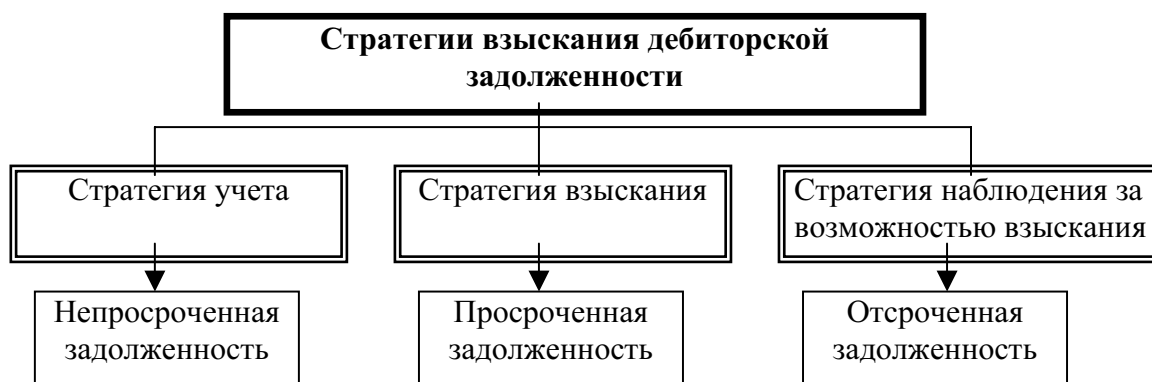 Стратегии взыскания дебиторской
задолженности
Стратегия учета
Стратегия взыскания
Стратегия наблюдения за
возможностью взыскания
Непросроченная
задолженность
Просроченная
задолженность
Отсроченная
задолженность